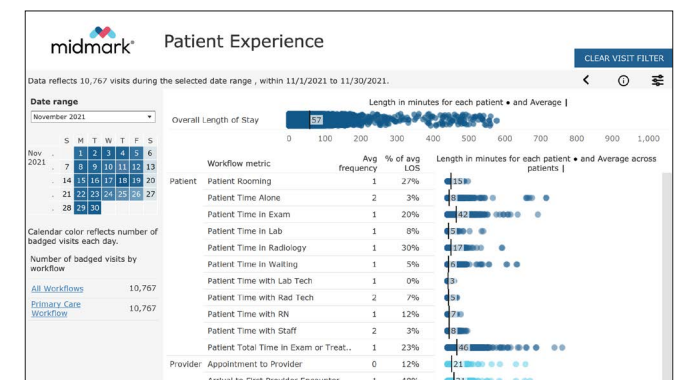 midmark®
Patient Experience
CLEAR VISIT FILTER
Data reflects 10,767 visits during the selected date range , within 11/1/2021 to 11/30/2021.
Date range
November 2021
S M T W T F S
Nov 2021 . 1 2 3 4 5 6
. 7 8 9 10 11 12 13
. 14 15 16 17 18 19 20
. 21 22 23 24 25 26 27
. 28 29 30
Calendar color reflects number of
badged visits each day.
Number of badged visits by
workflow
All Workflows 10,767
Primary Care
Workflow 10,767
Length in minutes for each patient • and Average |
Overall Length of Stay 57
0 100 200 300 400 500 600 700 800 900 1,000
Workflow metric Avg frequency % of avg LOS Length in minutes for each patient • and Average across patients |
Patient Patient Rooming 1 27% 15
Patient Time Alone 2 3% 8
Patient Time in Exam 1 20% 42
Patient Time in Lab 1 8% 5
Patient Time in Radiology 1 30% 17
Patient Time in Waiting 1 5% 6
Patient Time with Lab Tech 1 0% 3
Patient Time with Rad Tech 2 7% 5
Patient Time with RN 1 12% 7
Patient Time with Staff 2 3% 8
Patient Total Time in Exam or Treat.. 1 23% 46
Provider Appointment to Provider 0 12% 21